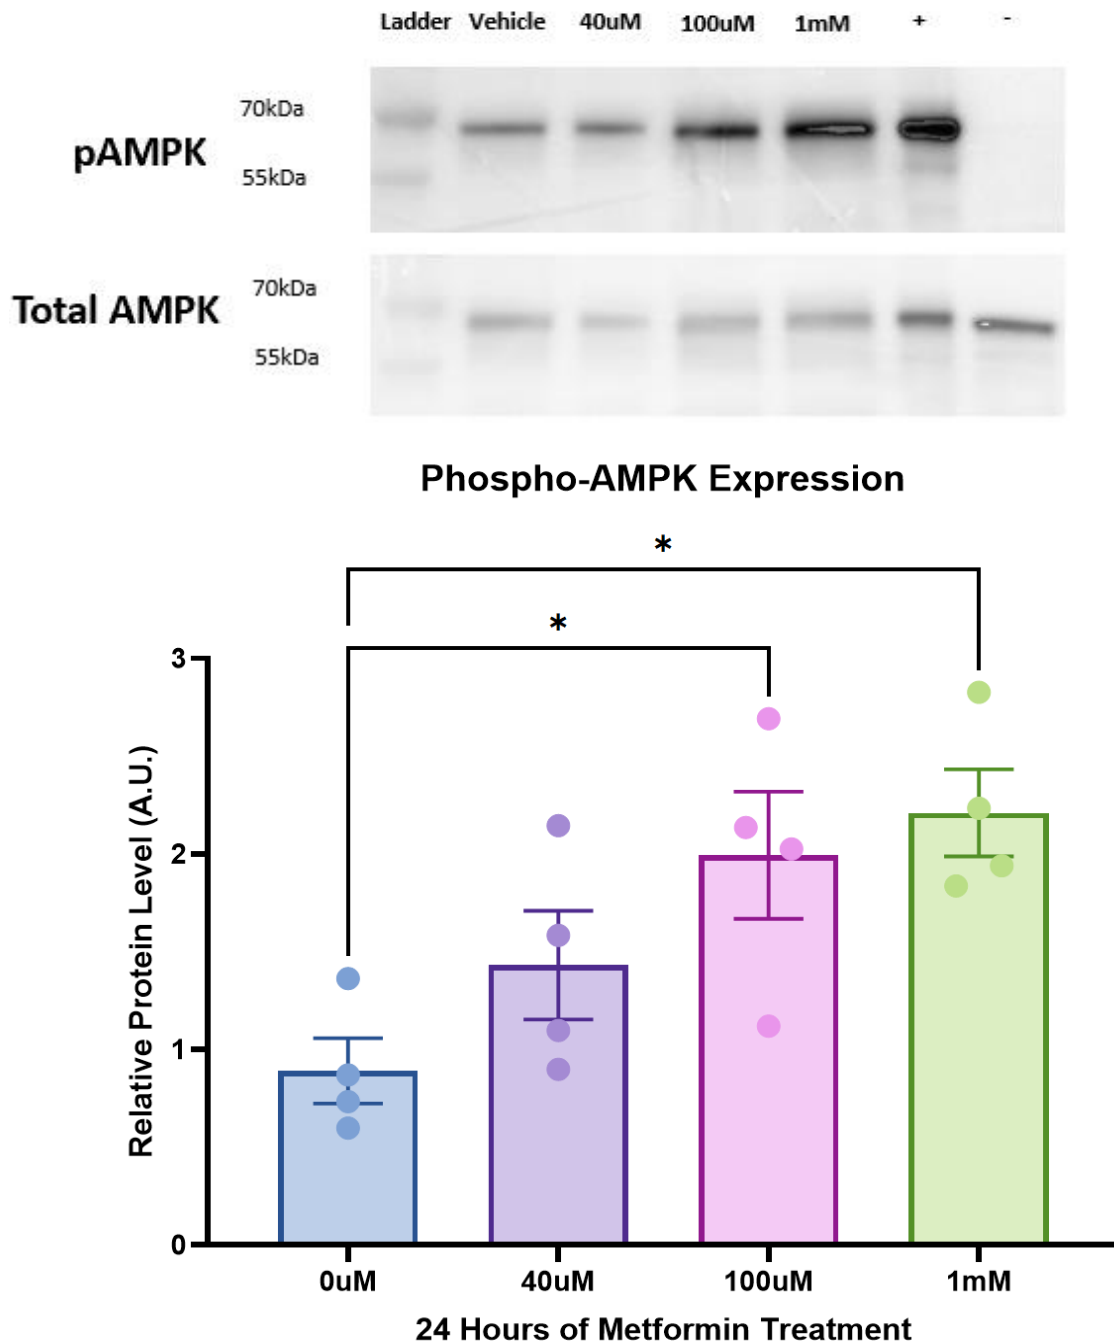 Ladder Vehicle 40uM 100uM 1mM + -
70kDa
pAMPK
55kDa
70kDa
Total AMPK
55kDa
Phospho-AMPK Expression
*
*
3
2
1
0
Relative Protein Level (A.U.)
0uM 40uM 100uM 1mM
24 Hours of Metformin Treatment